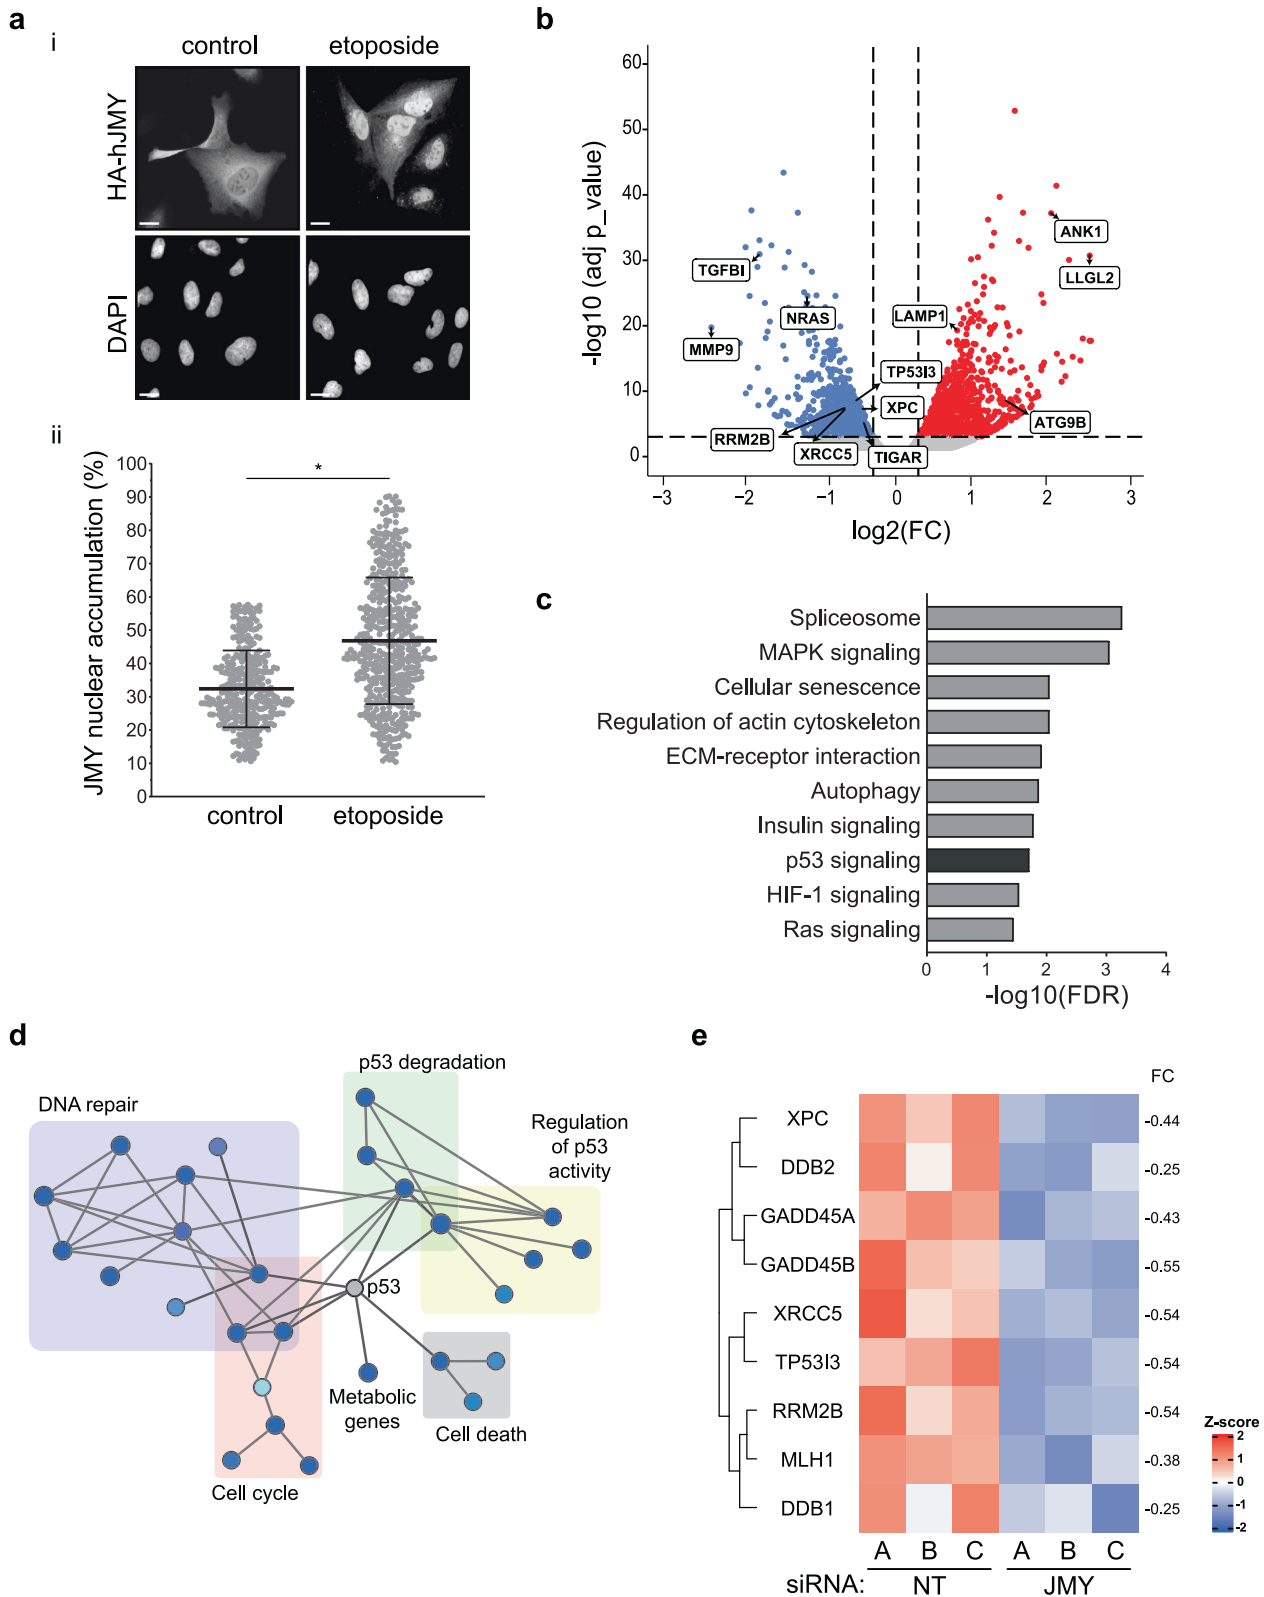 a
i
control
etoposide
HA-hJMY
DAPI
ii
JMY nuclear accumulation (%)
100
90
80
70
60
50
40
30
20
10
0
*
control
etoposide
b
-log10 (adj p_value)
60
50
40
30
20
10
0
ANK1
TGFBI
LLGL2
NRAS
LAMP1
MMP9
TP53I3
XPC
ATG9B
RRM2B
XRCC5
TIGAR
−3
−2
−1
0
1
2
3
log2(FC)
c
Spliceosome
MAPK signaling
Cellular senescence
Regulation of actin cytoskeleton
ECM-receptor interaction
Autophagy
Insulin signaling
p53 signaling
HIF-1 signaling
Ras signaling
0
1
2
3
4
-log10(FDR)
d
p53 degradation
DNA repair
Regulation
of p53
activity
p53
Metabolic
genes
Cell death
Cell cycle
e
FC
XPC
-0.44
DDB2
-0.25
GADD45A
-0.43
GADD45B
-0.55
XRCC5
-0.54
TP53I3
-0.54
RRM2B
-0.54
MLH1
-0.38
DDB1
-0.25
A B C A B C
siRNA: NT JMY
Z-score
2
1
0
-1
-2